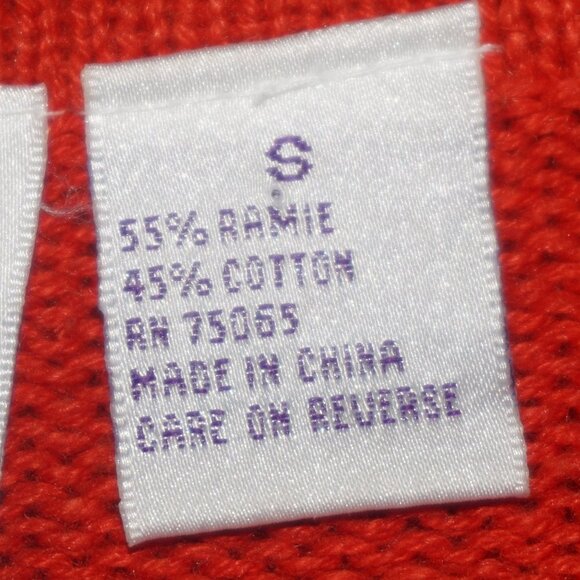 S
55% RAMIE
45% COTTON
RN 75065
MADE IN CHINA
CARE ON REVERSE